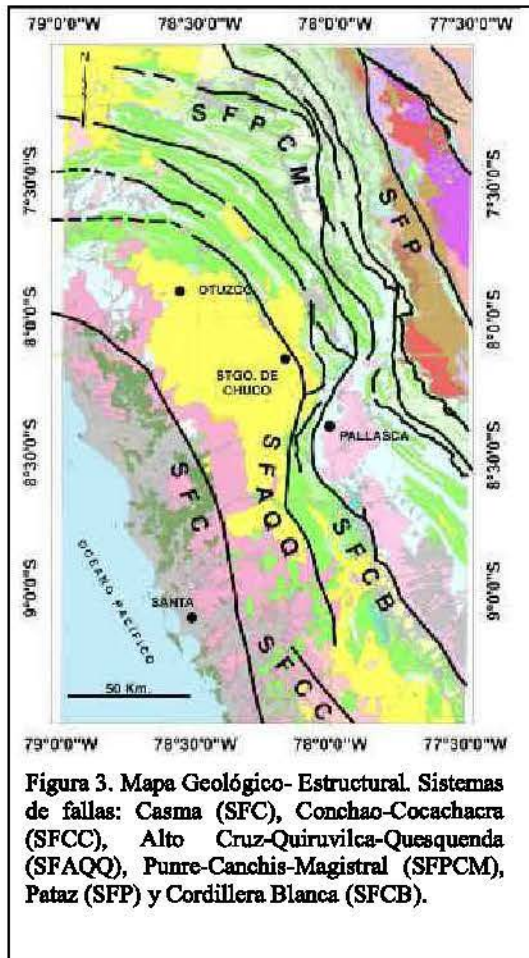 79°0'0"W 78°30'0"W 78°0'0"W 77°30'0"W
N
SFPCM
SFP
7°30'0"S 7°30'0"S
8°0'0"S 8°0'0"S
OTUZCO
STGO. DE
CHUCO
PALLASCA
8°30'0"S 8°30'0"S
SFC
SFAQQ
SFCB
OCEANO PACIFICO
9°0'0"S 9°0'0"S
SANTA
SFCC
50 Km.
79°0'0"W 78°30'0"W 78°0'0"W 77°30'0"W
Figura 3. Mapa Geológico- Estructural. Sistemas
de fallas: Casma (SFC), Conchao-Cocachacra
(SFCC), Alto Cruz-Quiruvilca-Quesquenda
(SFAQQ), Punre-Canchis-Magistral (SFPCM),
Pataz (SFP) y Cordillera Blanca (SFCB).